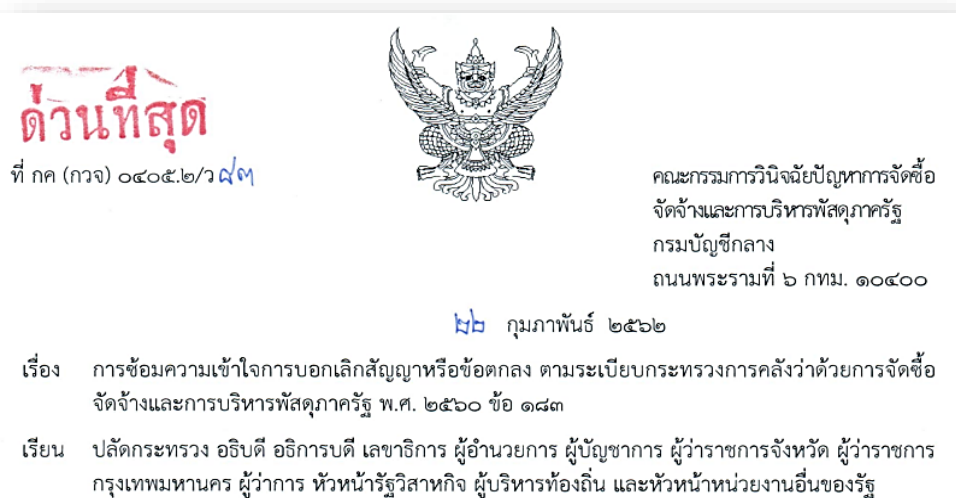 ด่วนที่สุด
ที่ กค (กวจ) ๐๔๐๕.๒/ว ๘๓
คณะกรรมการวินิจฉัยปัญหาการจัดซื้อ
จัดจ้างและการบริหารพัสดุภาครัฐ
กรมบัญชีกลาง
ถนนพระรามที่ ๖ กทม. ๑๐๔๐๐
๒๒ กุมภาพันธ์ ๒๕๖๒
เรื่อง การซ้อมความเข้าใจการบอกเลิกสัญญาหรือข้อตกลง ตามระเบียบกระทรวงการคลังว่าด้วยการจัดซื้อ
จัดจ้างและการบริหารพัสดุภาครัฐ พ.ศ. ๒๕๖๐ ข้อ ๑๘๓
เรียน ปลัดกระทรวง อธิบดี อธิการบดี เลขาธิการ ผู้อำนวยการ ผู้บัญชาการ ผู้ว่าราชการจังหวัด ผู้ว่าราชการ
กรุงเทพมหานคร ผู้ว่าการ หัวหน้ารัฐวิสาหกิจ ผู้บริหารท้องถิ่น และหัวหน้าหน่วยงานอื่นของรัฐ